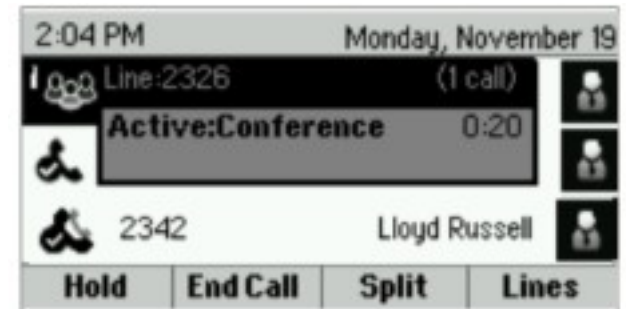 2:04 PM Monday, November 19
Line:2326 (1 call)
Active:Conference 0:20
2342 Lloyd Russell
Hold End Call Split Lines